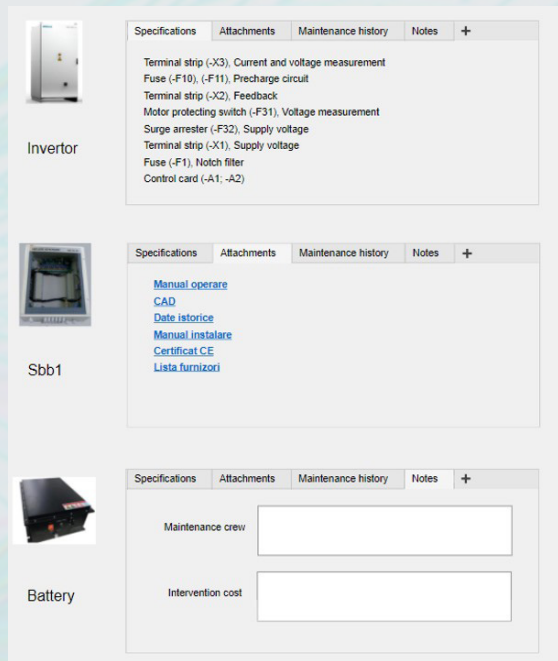 Specifications Attachments Maintenance history Notes +
Terminal strip (-X3), Current and voltage measurement
Fuse (-F10), (-F11), Precharge circuit
Terminal strip (-X2), Feedback
Motor protecting switch (-F31), Voltage measurement
Surge arrester (-F32), Supply voltage
Terminal strip (-X1), Supply voltage
Fuse (-F1), Notch filter
Control card (-A1; -A2)
Invertor
Specifications Attachments Maintenance history Notes +
Manual operare
CAD
Date istorice
Manual instalare
Certificat CE
Lista furnizori
Sbb1
Specifications Attachments Maintenance history Notes +
Maintenance crew
Intervention cost
Battery